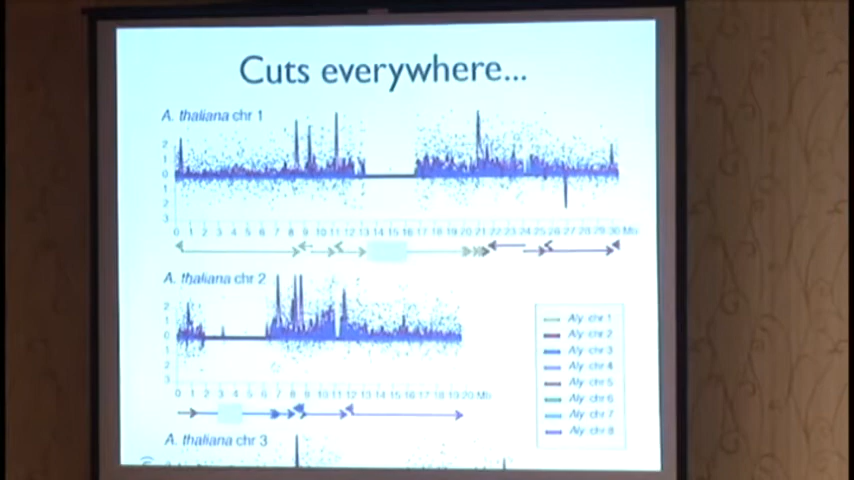 Cuts everywhere...
A. thaliana chr 1
2
1
0
1
2
3
0 1 2 3 4 5 6 7 8 9 10 11 12 13 14 15 16 17 18 19 20 21 22 23 24 25 26 27 28 29 30 Mb
A. thaliana chr 2
2
1
0
1
2
3
0 1 2 3 4 5 6 7 8 9 10 11 12 13 14 15 16 17 18 19 20 Mb
Aly. chr 1
Aly. chr 2
Aly. chr 3
Aly. chr 4
Aly. chr 5
Aly. chr 6
Aly. chr 7
Aly. chr 8
A. thaliana chr 3